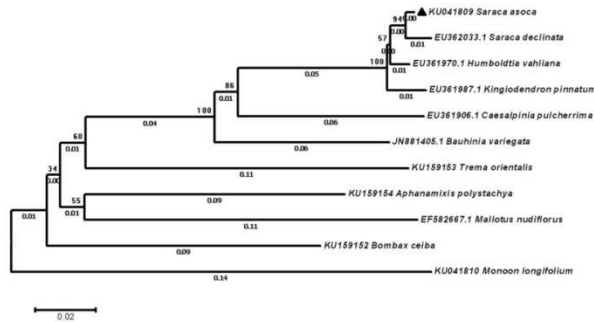 94
KU041809 Saraca asoca
0.00
0.00
57
EU362033.1 Saraca declinata
0.01
0.00
EU361970.1 Humboldtia vahliana
100
0.01
0.05
86
EU361987.1 Kingiodendron pinnatum
0.01
0.01
100
EU361906.1 Caesalpinia pulcherrima
0.04
0.06
60
JN881405.1 Bauhinia variegata
0.01
0.06
34
KU159153 Trema orientalis
0.00
0.11
55
KU159154 Aphanamixis polystachya
0.01
0.01
0.09
EF582667.1 Mallotus nudiflorus
0.11
KU159152 Bombax ceiba
0.09
KU041810 Monoon longifolium
0.14
0.02